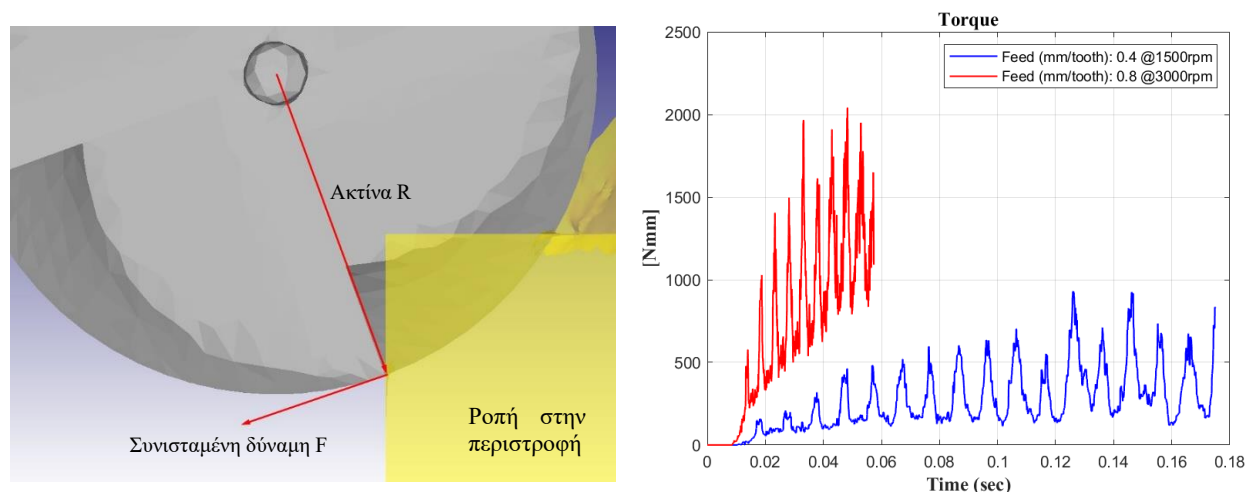 Ακτίνα R
Συνισταμένη δύναμη F
Ροπή στην
περιστροφή
Torque
Feed (mm/tooth): 0.4 @1500rpm
Feed (mm/tooth): 0.8 @3000rpm
2500
2000
1500
1000
500
0
[Nmm]
0 0.02 0.04 0.06 0.08 0.1 0.12 0.14 0.16 0.18
Time (sec)